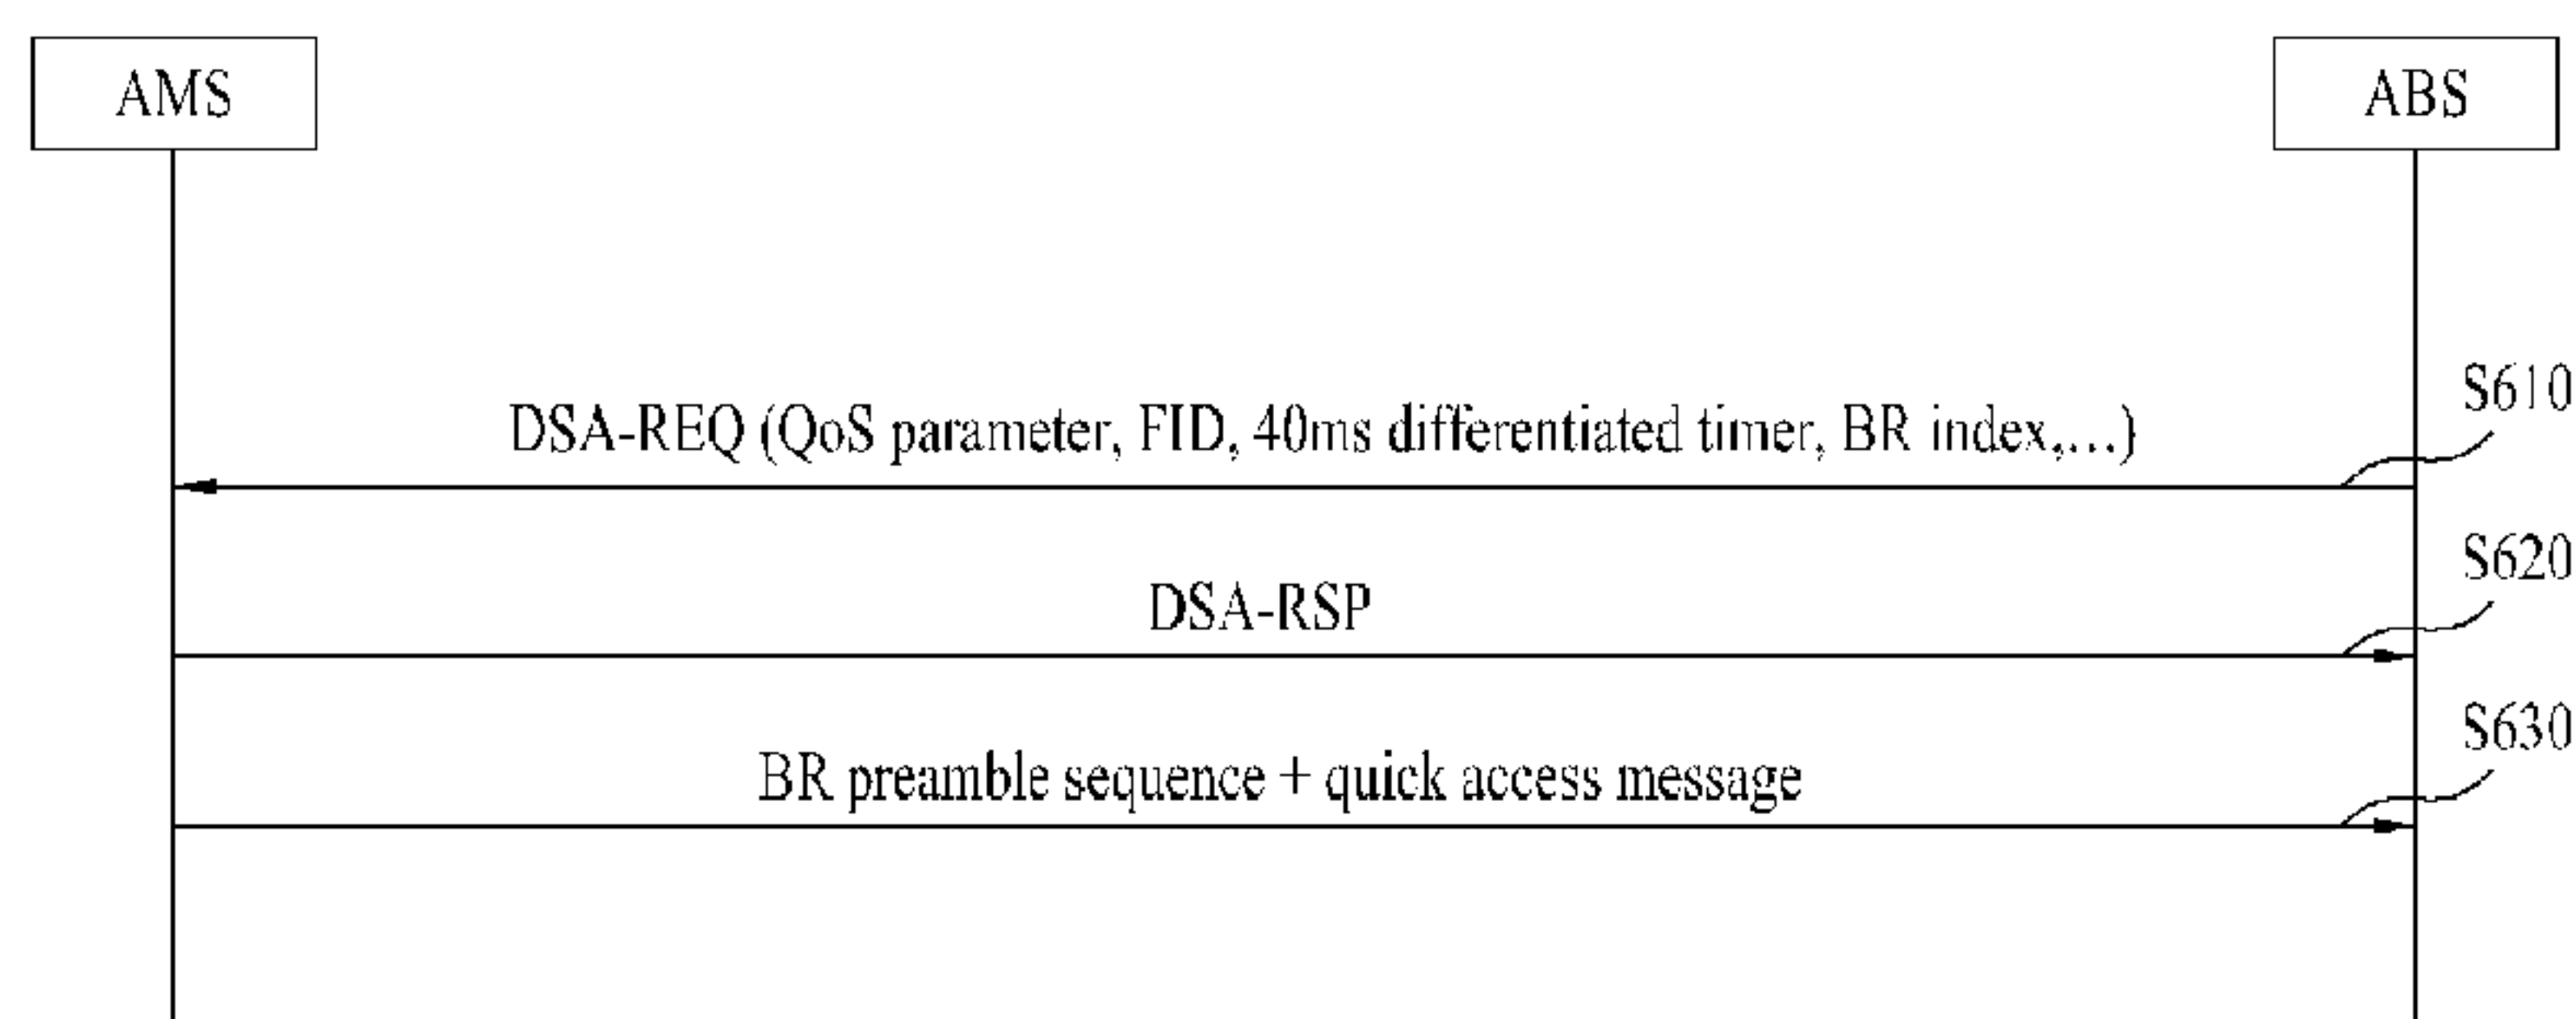 AMS
ABS
S610
DSA-REQ (QoS parameter, FID, 40ms differentiated timer, BR index,...)
S620
DSA-RSP
S630
BR preamble sequence + quick access message